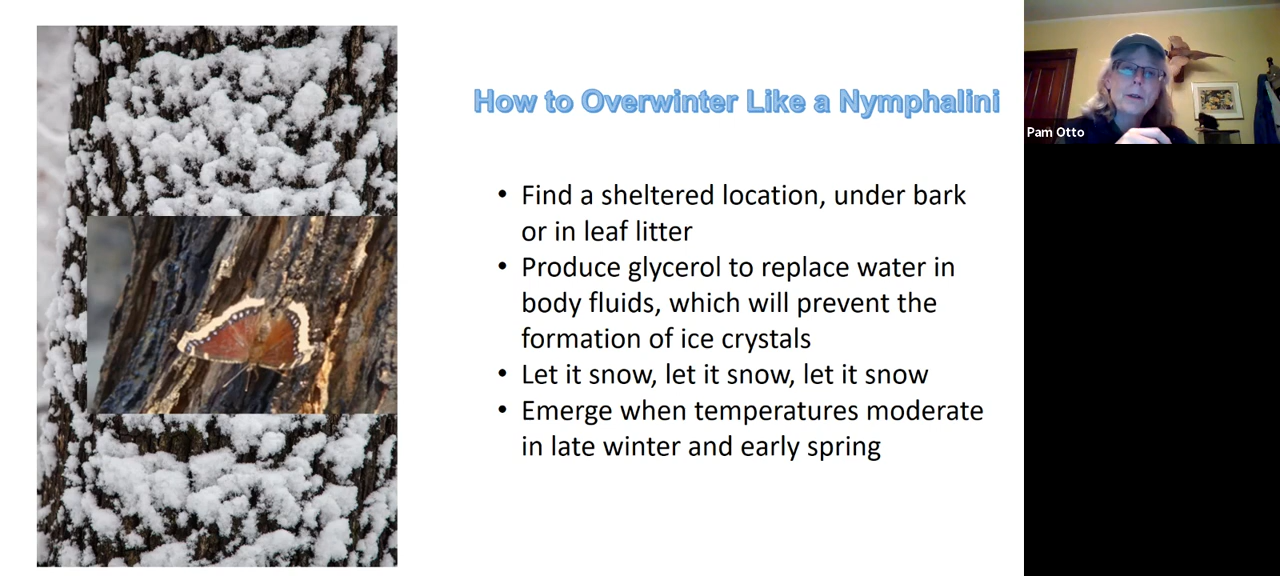 How to Overwinter Like a Nymphalini
• Find a sheltered location, under bark
or in leaf litter
• Produce glycerol to replace water in
body fluids, which will prevent the
formation of ice crystals
• Let it snow, let it snow, let it snow
• Emerge when temperatures moderate
in late winter and early spring
Pam Otto